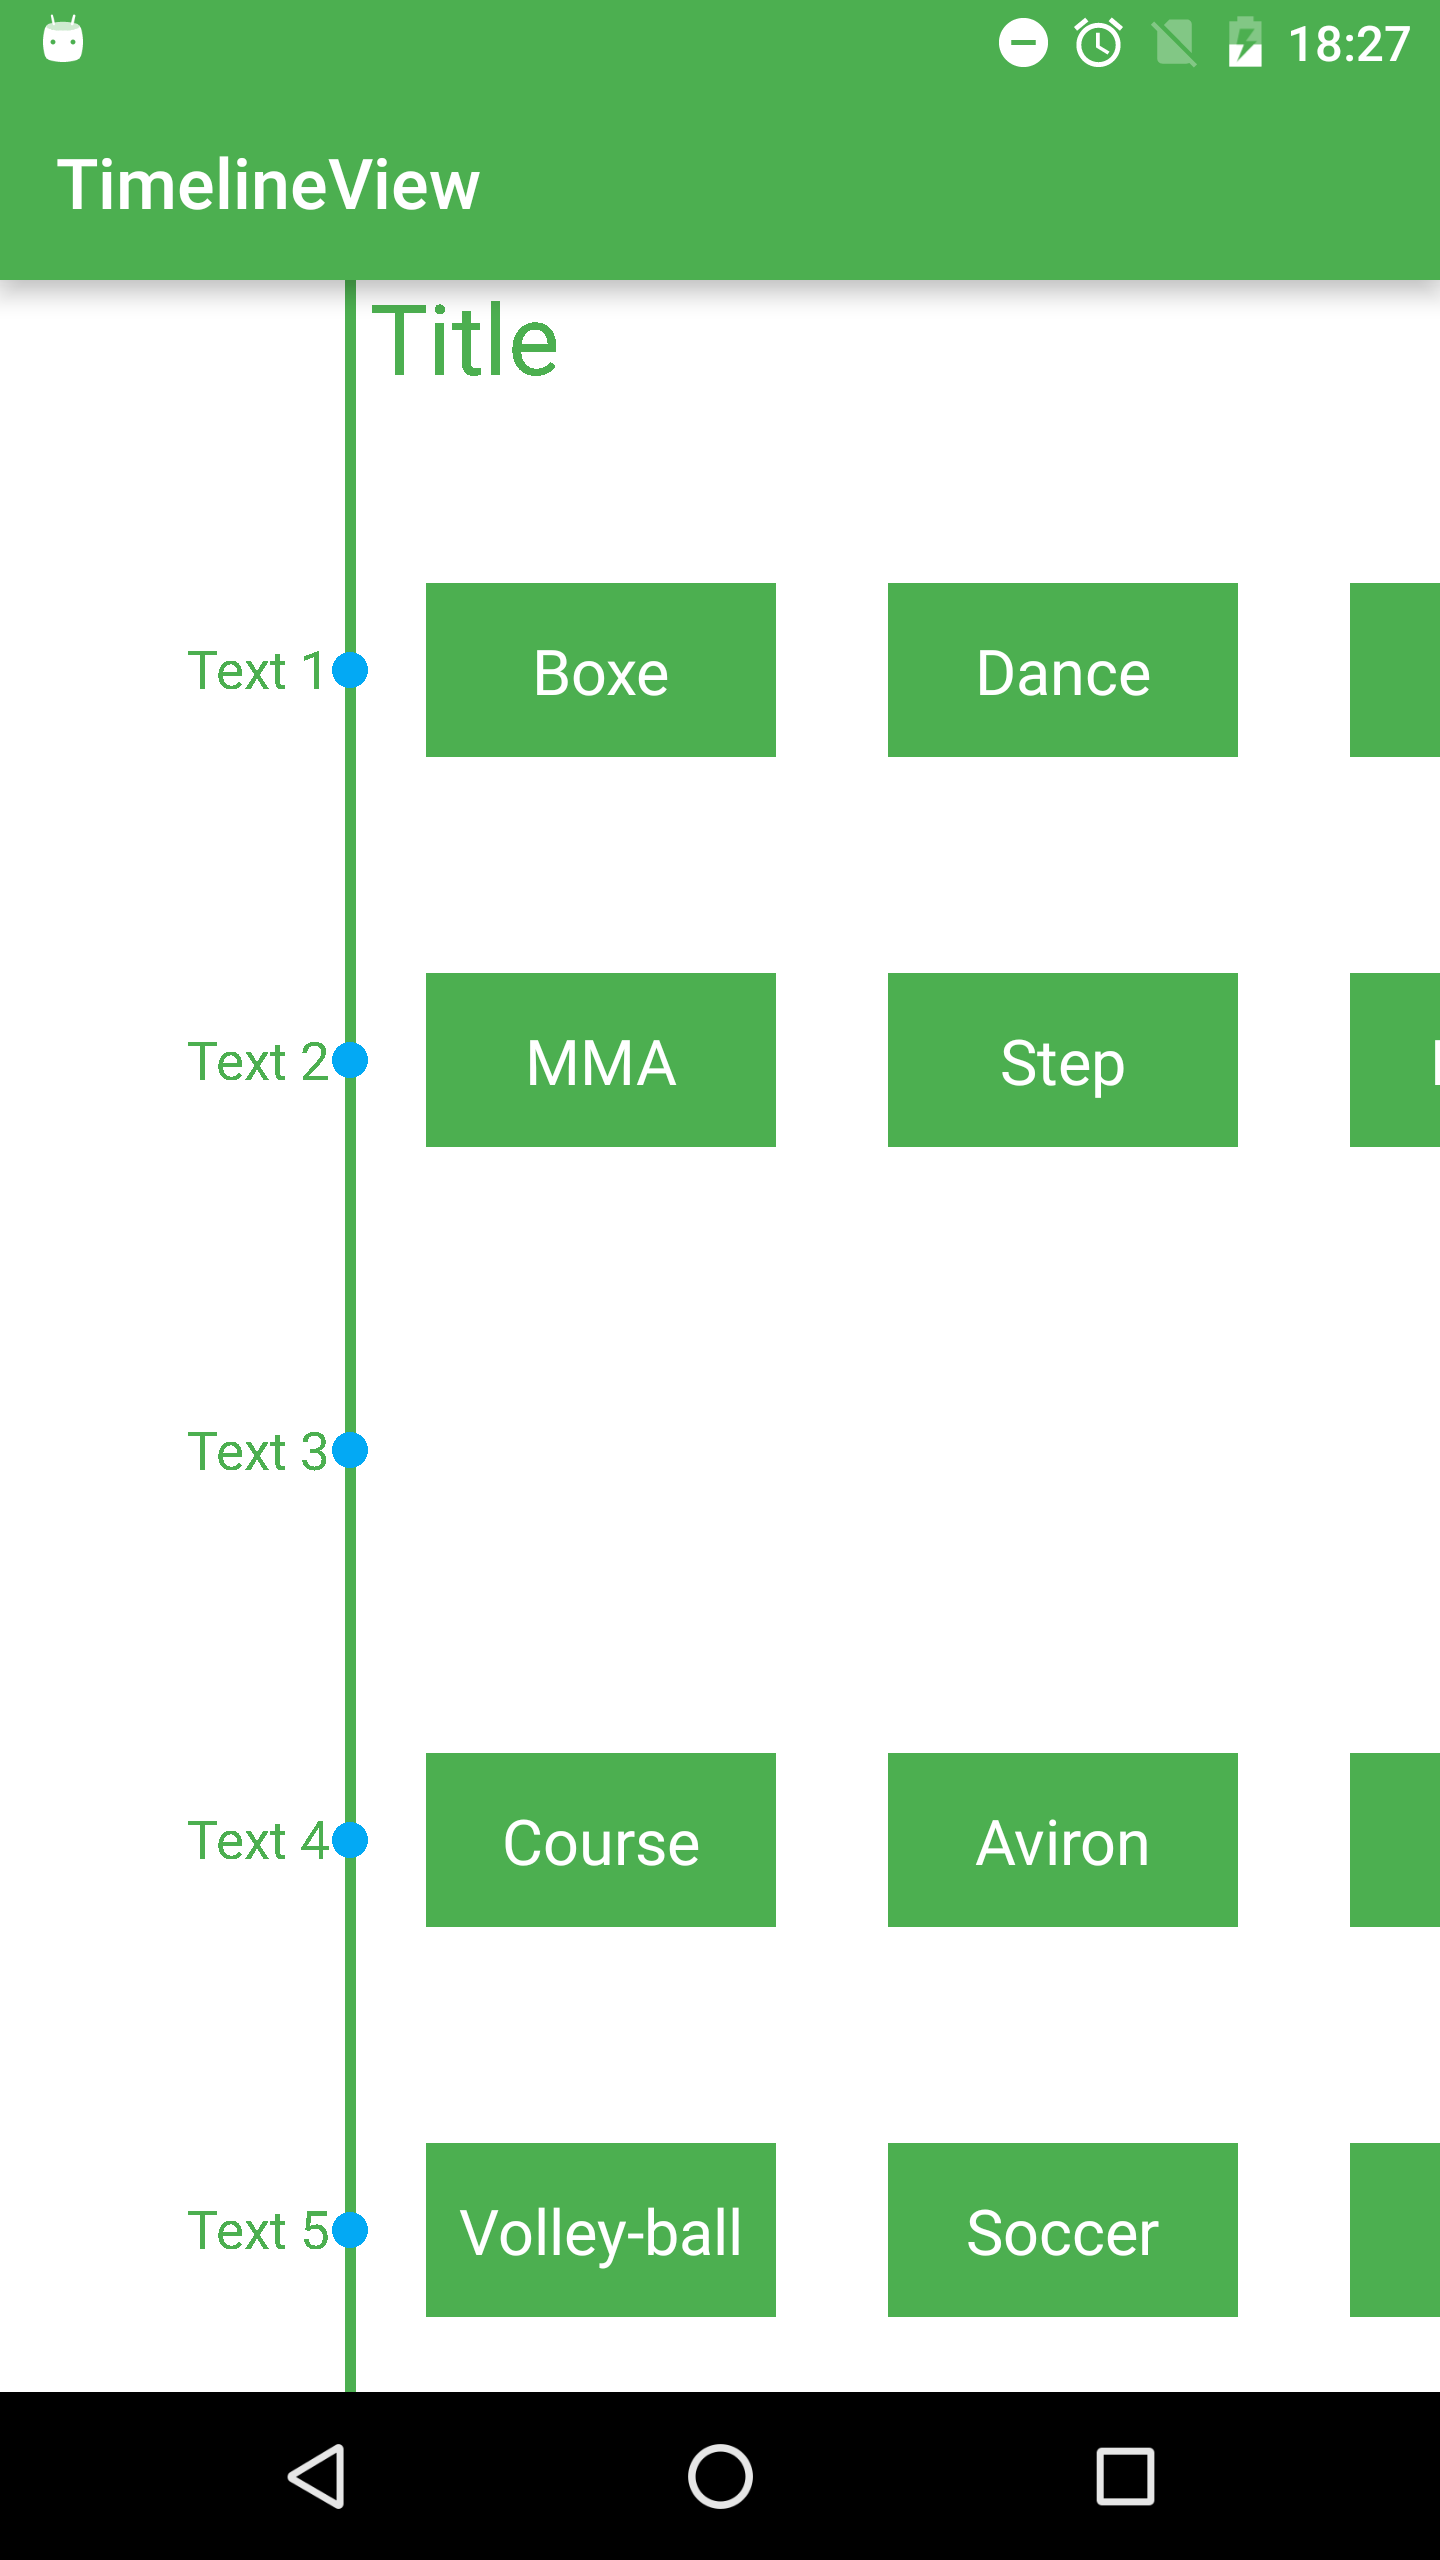 18:27
TimelineView
Title
Text 1 Boxe Dance
Text 2 MMA Step
Text 3
Text 4 Course Aviron
Text 5 Volley-ball Soccer